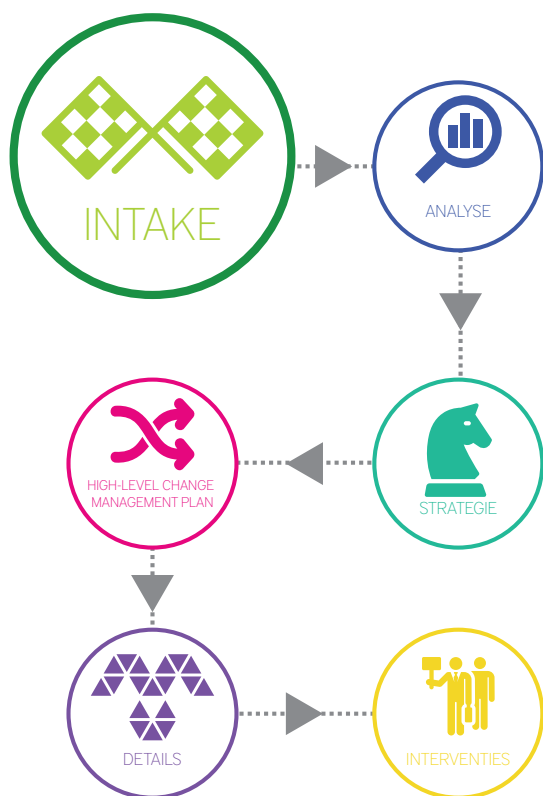 INTAKE
ANALYSE
STRATEGIE
HIGH-LEVEL CHANGE
MANAGEMENT PLAN
DETAILS
INTERVENTIES